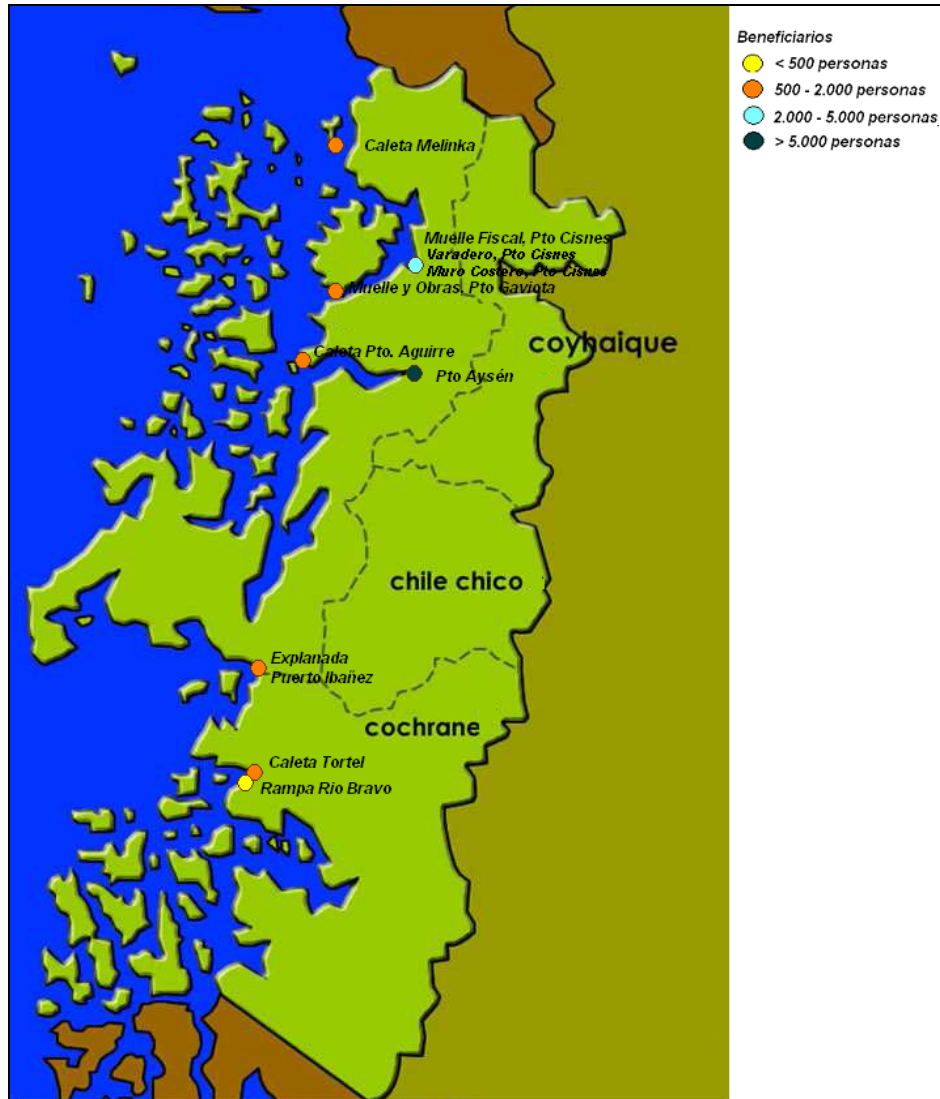 Beneficiarios
< 500 personas
500 - 2.000 personas
2.000 - 5.000 personas
> 5.000 personas
Caleta Melinka
Muelle Fiscal, Pto Cisnes
Varadero, Pto Cisnes
Muro Costero, Pto Cisnes
Muelle y Obras, Pto Gaviota
coyhaique
Caleta Pto. Aguirre
Pto Aysén
chile chico
Explanada
Puerto Ibañez
cochrane
Caleta Tortel
Rampa Rio Bravo